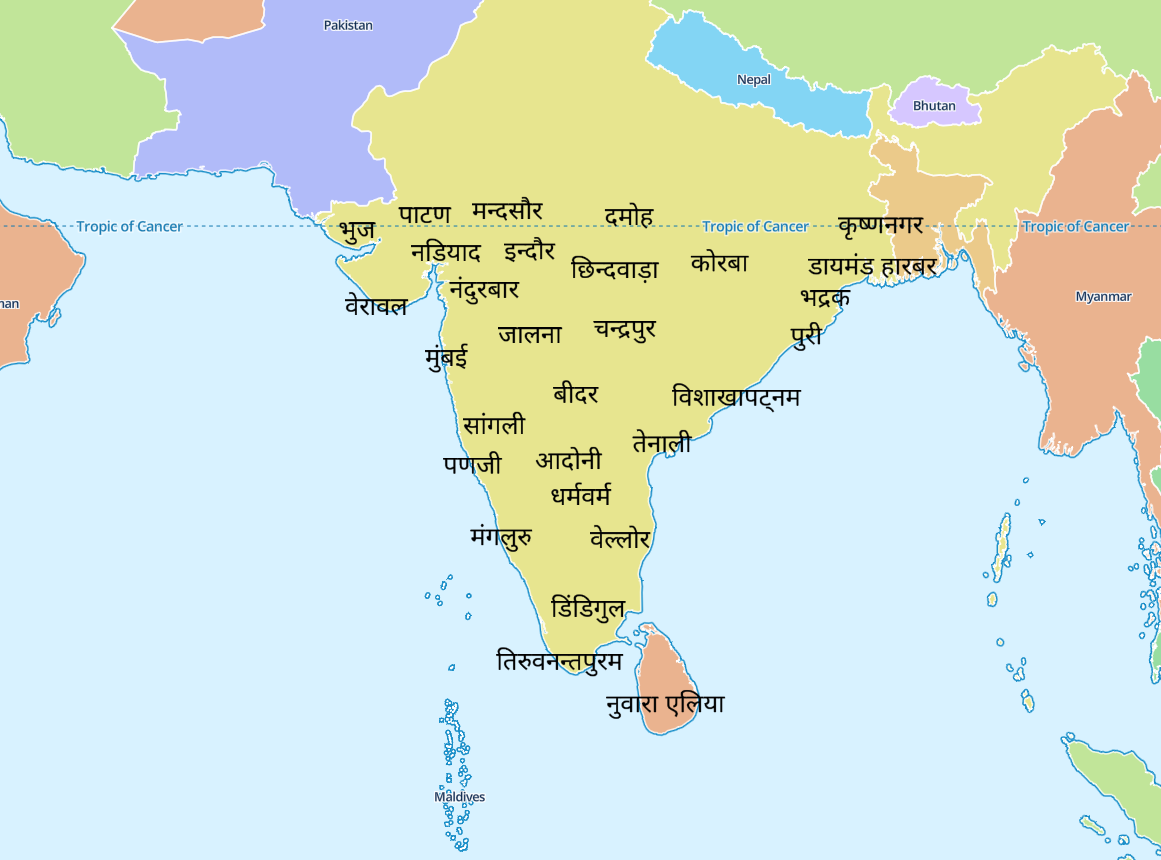 Pakistan
Nepal
Bhutan
पाटण
मन्दसौर
दमोह
Tropic of Cancer
भुज
Tropic of Cancer
कृष्णनगर
Tropic of Cancer
नडियाद
इन्दौर
छिन्दवाड़ा
कोरबा
डायमंड हारबर
नंदुरबार
भद्रक
Myanmar
man
वेरावल
जालना
चन्द्रपुर
पुरी
मुंबई
बीदर
विशाखापट्नम
सांगली
तेनाली
पणजी
आदोनी
धर्मवर्म
मंगलुरु
वेल्लोर
डिंडिगुल
तिरुवनन्तपुरम
नुवारा एलिया
Maldives